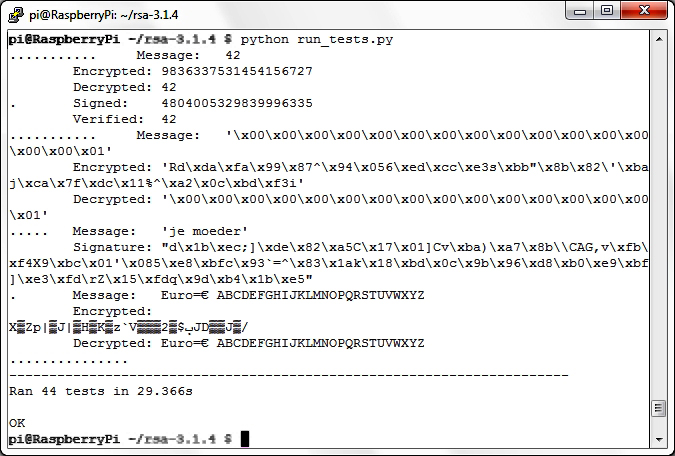 pi@RaspberryPi: ~/rsa-3.1.4
pi@RaspberryPi ~/rsa-3.1.4 $ python run_tests.py
........... Message: 42
Encrypted: 9836337531454156727
Decrypted: 42
. Signed: 4804005329839996335
Verified: 42
........... Message: '\x00\x00\x00\x00\x00\x00\x00\x00\x00\x00\x00\x00\x00
\x00\x00\x01'
Encrypted: 'Rd\xda\xfa\x99\x87^\x94\x056\xed\xcc\xe3s\xbb"\x8b\x82\'\xba
j\xca\x7f\xdc\x11%^\xa2\x0c\xbd\xf3i'
Decrypted: '\x00\x00\x00\x00\x00\x00\x00\x00\x00\x00\x00\x00\x00\x00\x00
\x01'
..... Message: 'je moeder'
Signature: "d\x1b\xec;]\xde\x82\xa5C\x17\x01]Cv\xba)\xa7\x8b\\CAG,v\xfb\
xf4X9\xbc\x01'\x085\xe8\xbfc\x93`=^\x83\x1ak\x18\xbd\x0c\x9b\x96\xd8\xb0\xe9\xbf
]\xe3\xfd\rZ\x15\xfdq\x9d\xb4\x1b\xe5"
. Message: Euro=€ ABCDEFGHIJKLMNOPQRSTUVWXYZ
Encrypted:
Decrypted: Euro=€ ABCDEFGHIJKLMNOPQRSTUVWXYZ
...............
----------------------------------------------------------------------
Ran 44 tests in 29.366s
OK
pi@RaspberryPi ~/rsa-3.1.4 $